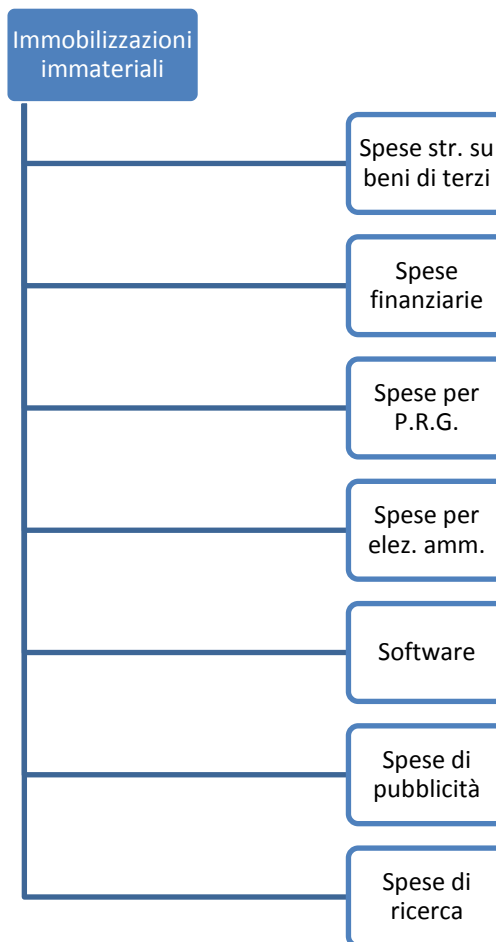 Immobilizzazioni
immateriali
Spese str. su
beni di terzi
Spese
finanziarie
Spese per
P.R.G.
Spese per
elez. amm.
Software
Spese di
pubblicità
Spese di
ricerca